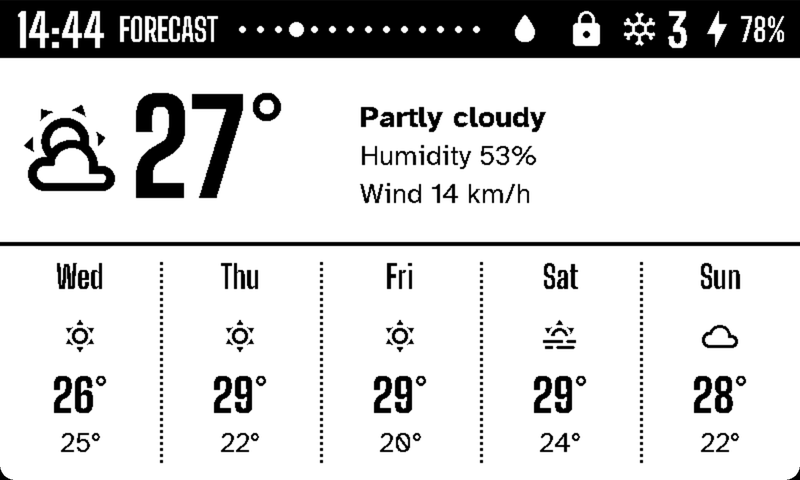 14:44 FORECAST 3 78%
27°
Partly cloudy
Humidity 53%
Wind 14 km/h
Wed Thu Fri Sat Sun
26° 29° 29° 29° 28°
25° 22° 20° 24° 22°